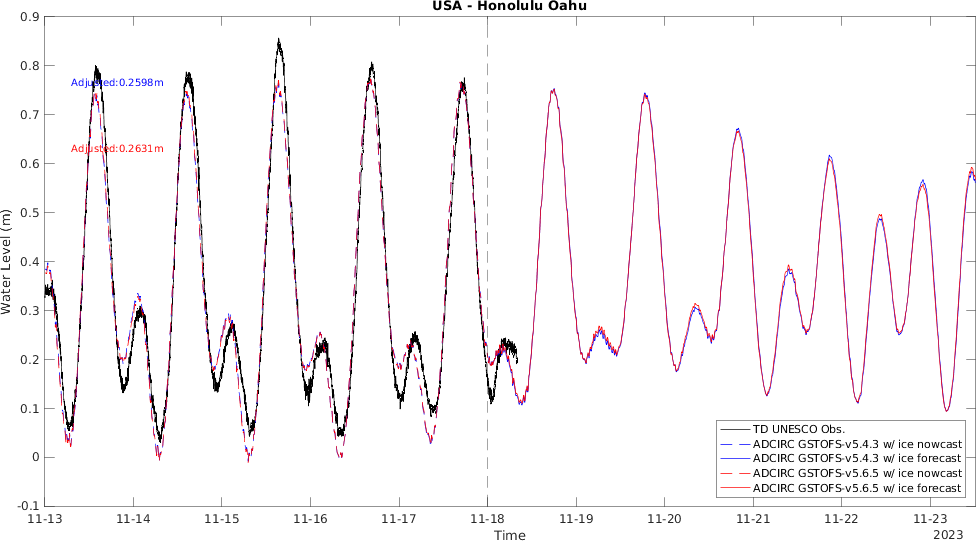 USA - Honolulu Oahu
0.9
0.8
0.7
0.6
0.5
0.4
0.3
0.2
0.1
0
-0.1
Water Level (m)
Adjusted:0.2598m
Adjusted:0.2631m
TD UNESCO Obs.
ADCIRC GSTOFS-v5.4.3 w/ ice nowcast
ADCIRC GSTOFS-v5.4.3 w/ ice forecast
ADCIRC GSTOFS-v5.6.5 w/ ice nowcast
ADCIRC GSTOFS-v5.6.5 w/ ice forecast
11-13 11-14 11-15 11-16 11-17 11-18 11-19 11-20 11-21 11-22 11-23
Time
2023